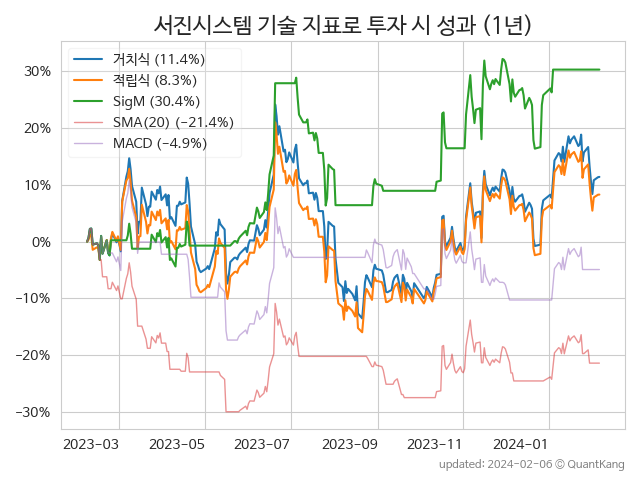 서진시스템 기술 지표로 투자 시 성과 (1년)
거치식 (11.4%)
적립식 (8.3%)
SigM (30.4%)
SMA(20) (−21.4%)
MACD (−4.9%)
30%
20%
10%
0%
−10%
−20%
−30%
2023-03 2023-05 2023-07 2023-09 2023-11 2024-01
updated: 2024-02-06 © QuantKang